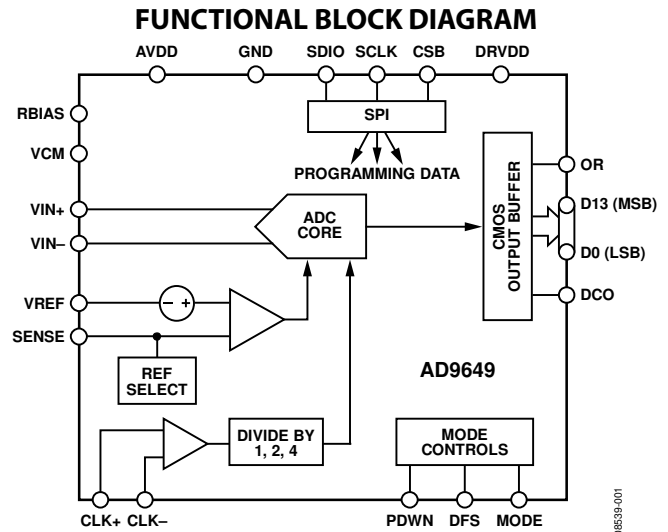 FUNCTIONAL BLOCK DIAGRAM
AVDD GND SDIO SCLK CSB DRVDD
RBIAS
SPI
VCM
PROGRAMMING DATA
OR
VIN+
ADC
CORE
CMOS
OUTPUT BUFFER
D13 (MSB)
VIN–
D0 (LSB)
VREF
– +
DCO
SENSE
REF
SELECT
AD9649
DIVIDE BY
1, 2, 4
MODE
CONTROLS
CLK+ CLK– PDWN DFS MODE